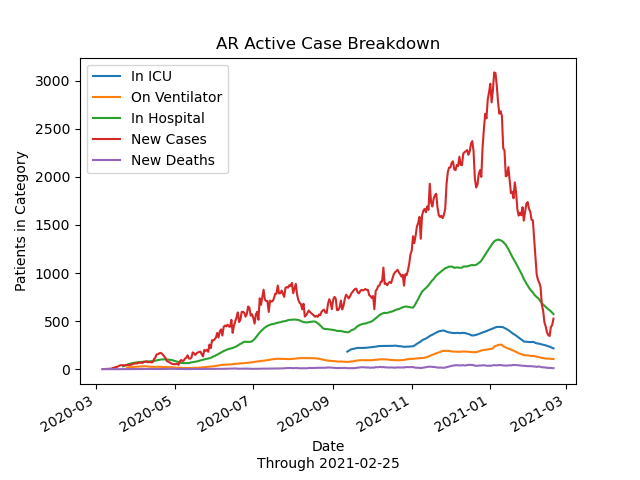 AR Active Case Breakdown
In ICU
On Ventilator
In Hospital
New Cases
New Deaths
Patients in Category
3000
2500
2000
1500
1000
500
0
2020-03
2020-05
2020-07
2020-09
2020-11
2021-01
2021-03
Date
Through 2021-02-25